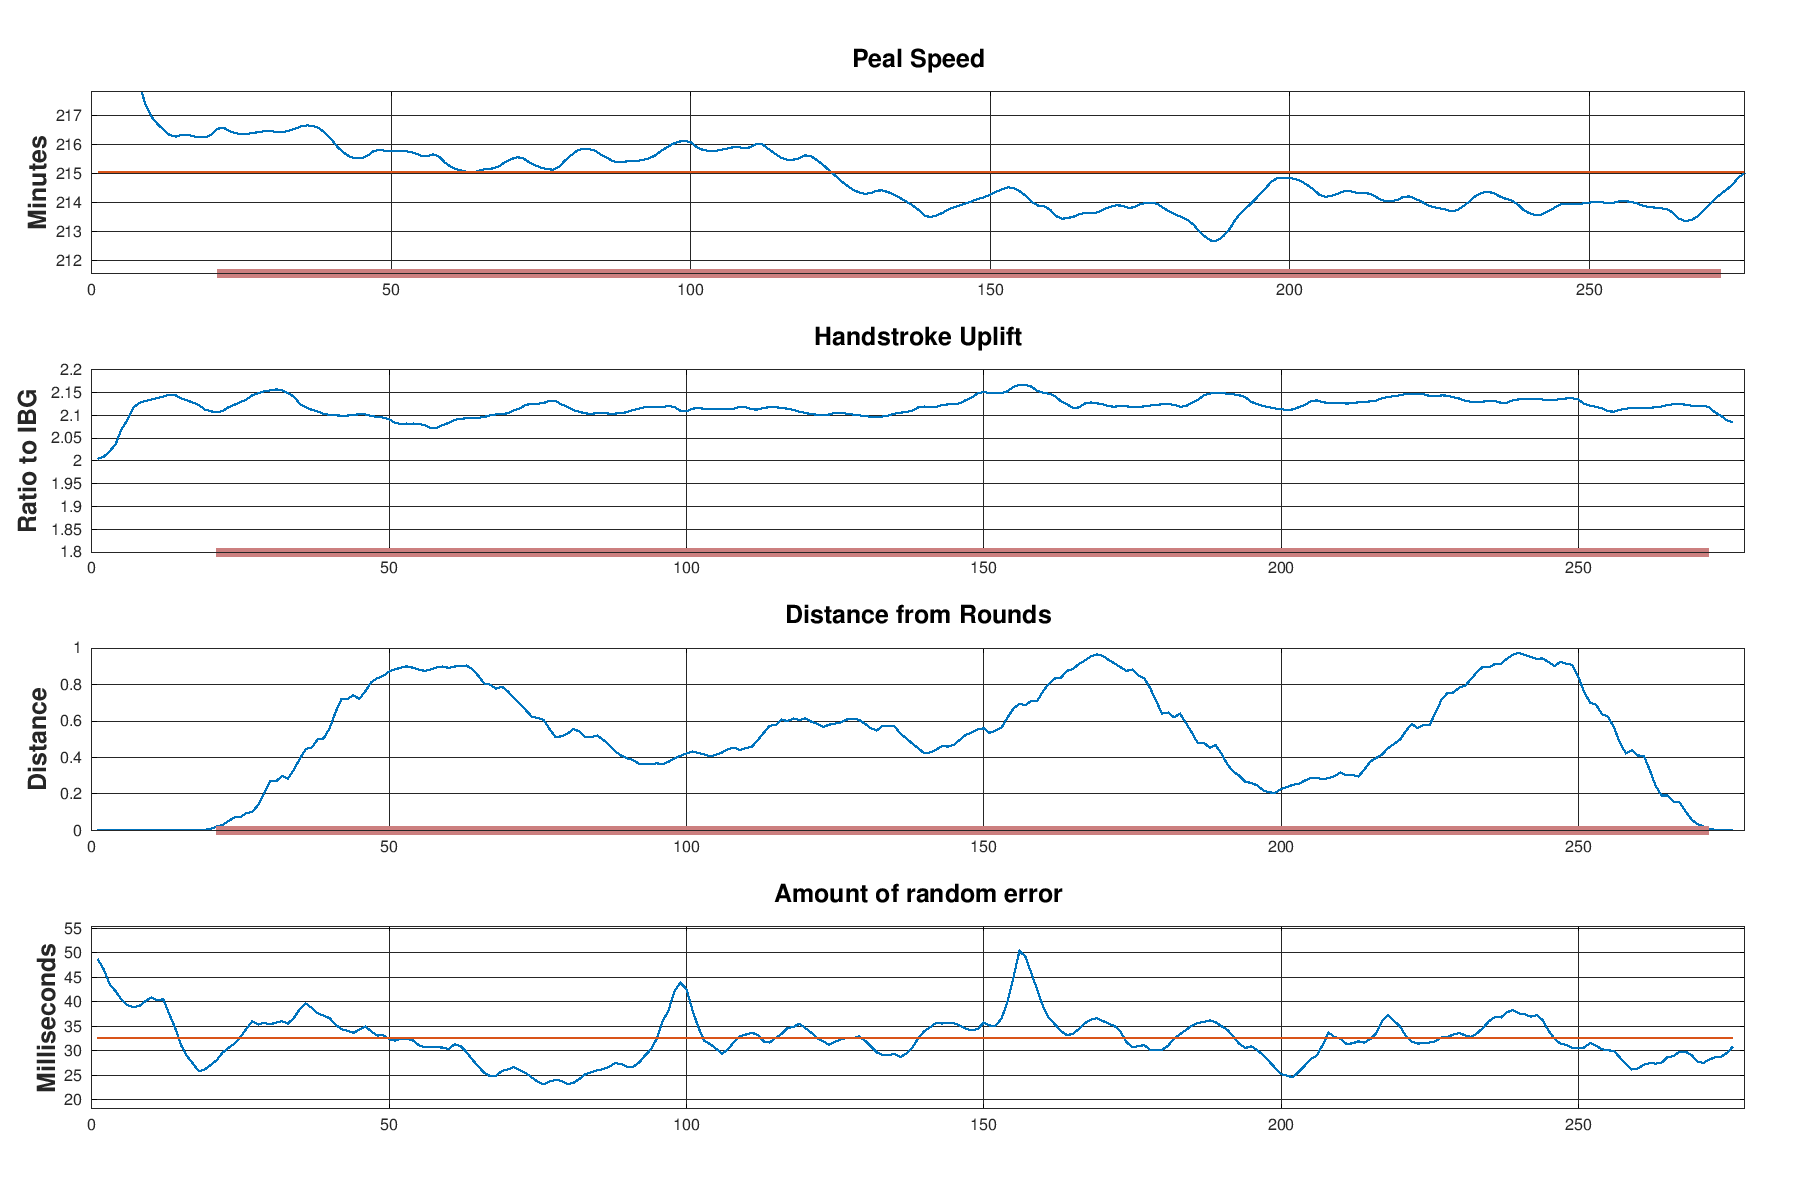 Peal Speed
Minutes
217
216
215
214
213
212
0 50 100 150 200 250
Handstroke Uplift
Ratio to IBG
2.2
2.15
2.1
2.05
2
1.95
1.9
1.85
1.8
0 50 100 150 200 250
Distance from Rounds
Distance
1
0.8
0.6
0.4
0.2
0
0 50 100 150 200 250
Amount of random error
Milliseconds
55
50
45
40
35
30
25
20
0 50 100 150 200 250